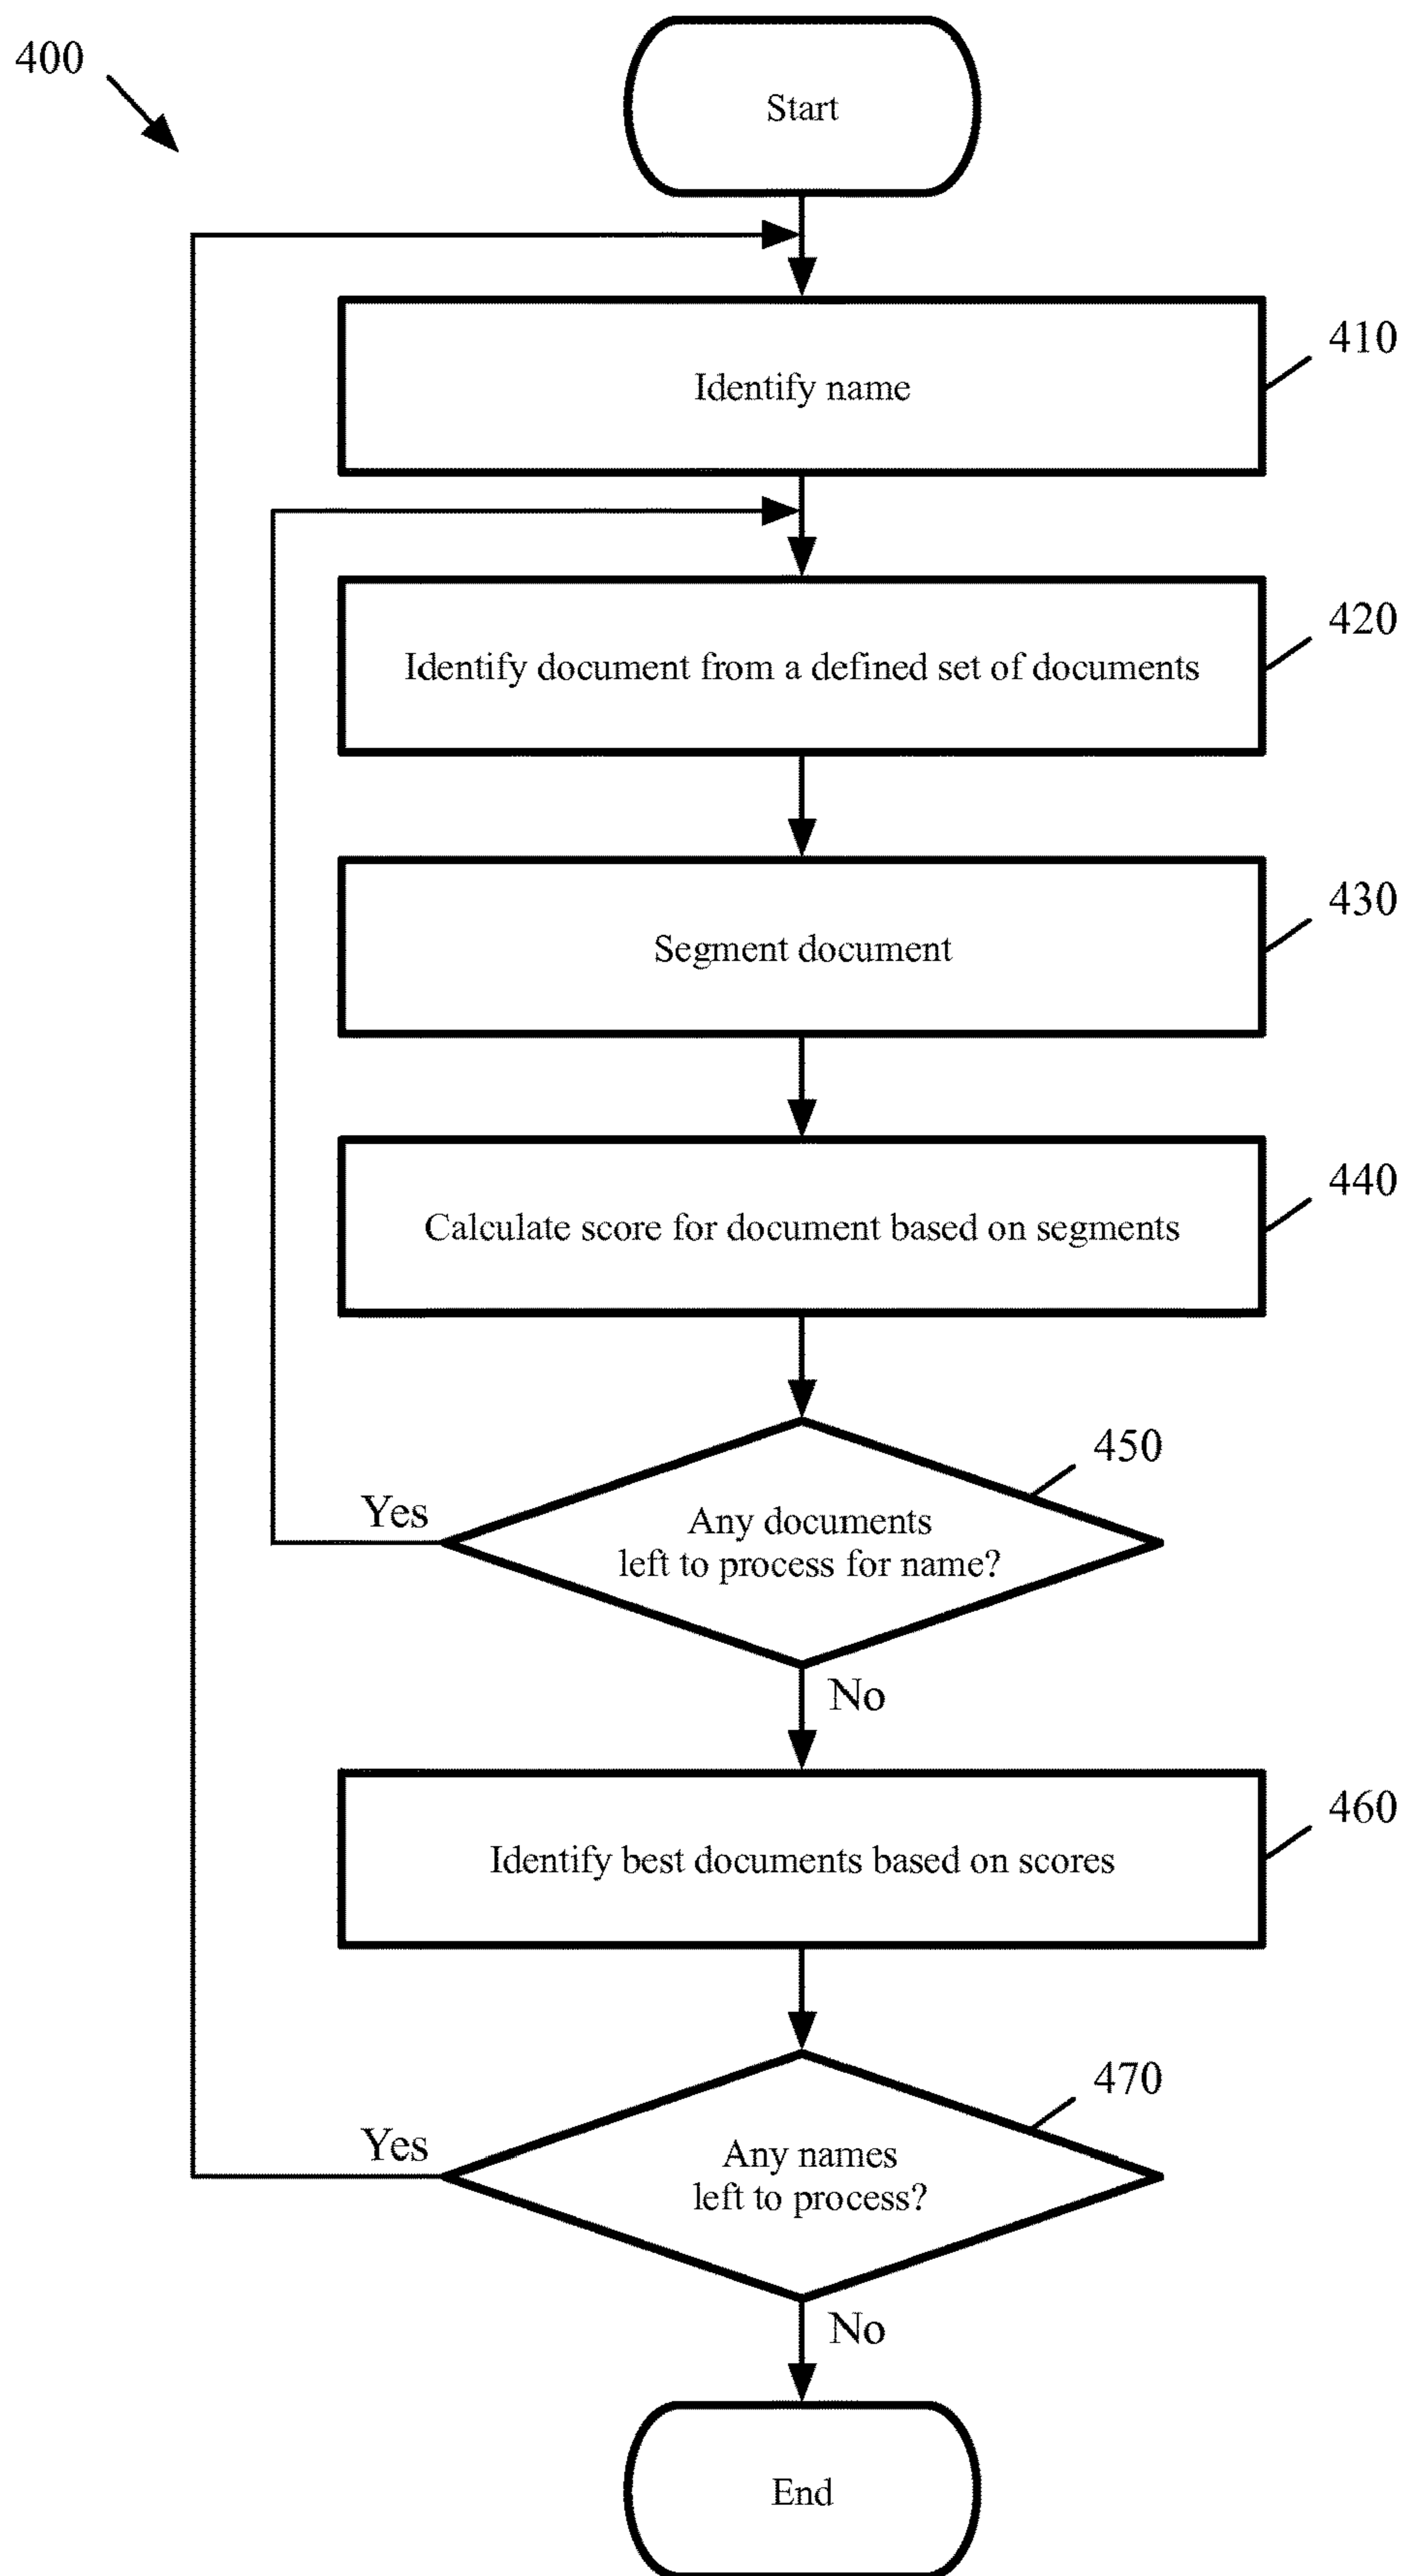 400
Start
Identify name
410
Identify document from a defined set of documents
420
Segment document
430
Calculate score for document based on segments
440
450
Yes
Any documents
left to process for name?
No
Identify best documents based on scores
460
470
Yes
Any names
left to process?
No
End